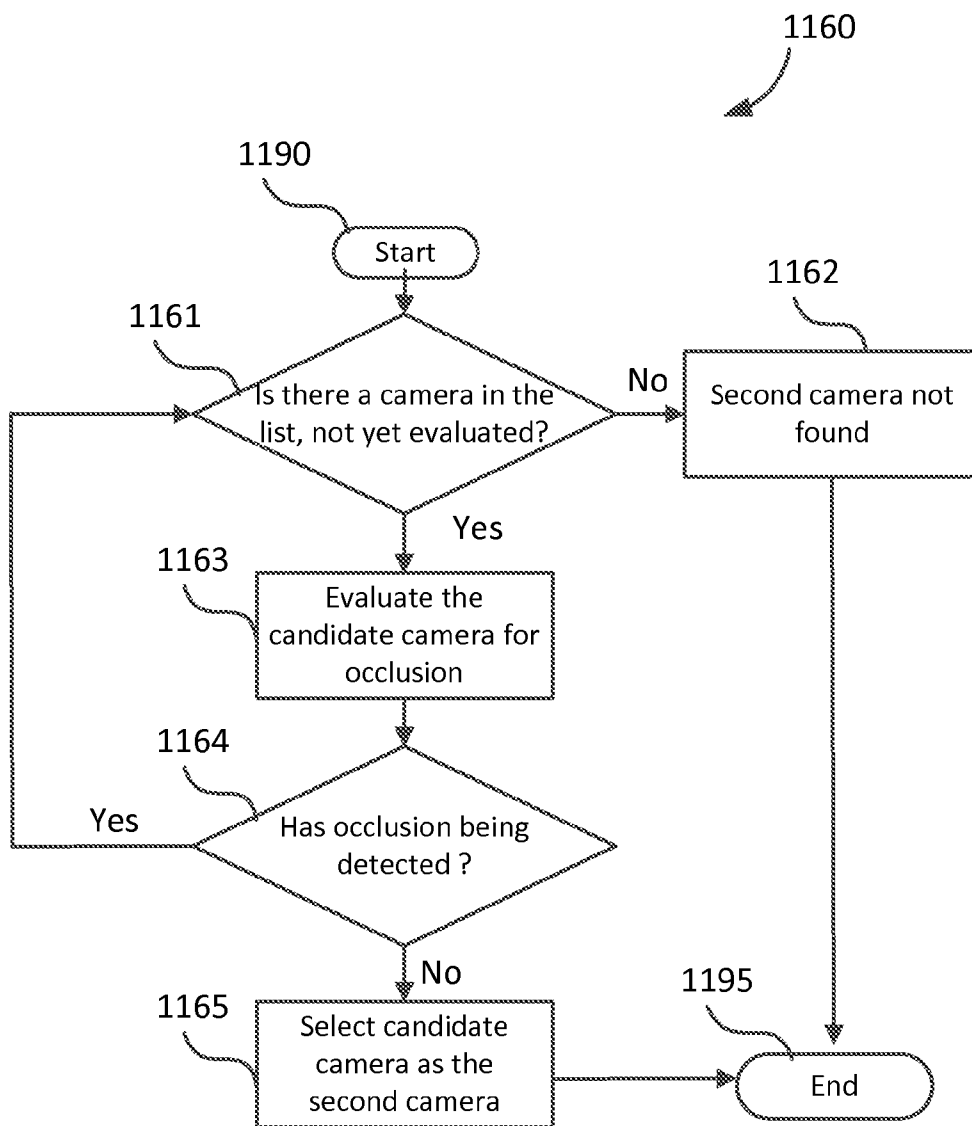 1160
1190
Start
1161
1162
Is there a camera in the
list, not yet evaluated?
No
Second camera not
found
Yes
1163
Evaluate the
candidate camera for
occlusion
1164
Yes
Has occlusion being
detected ?
No
1165
1195
Select candidate
camera as the
second camera
End